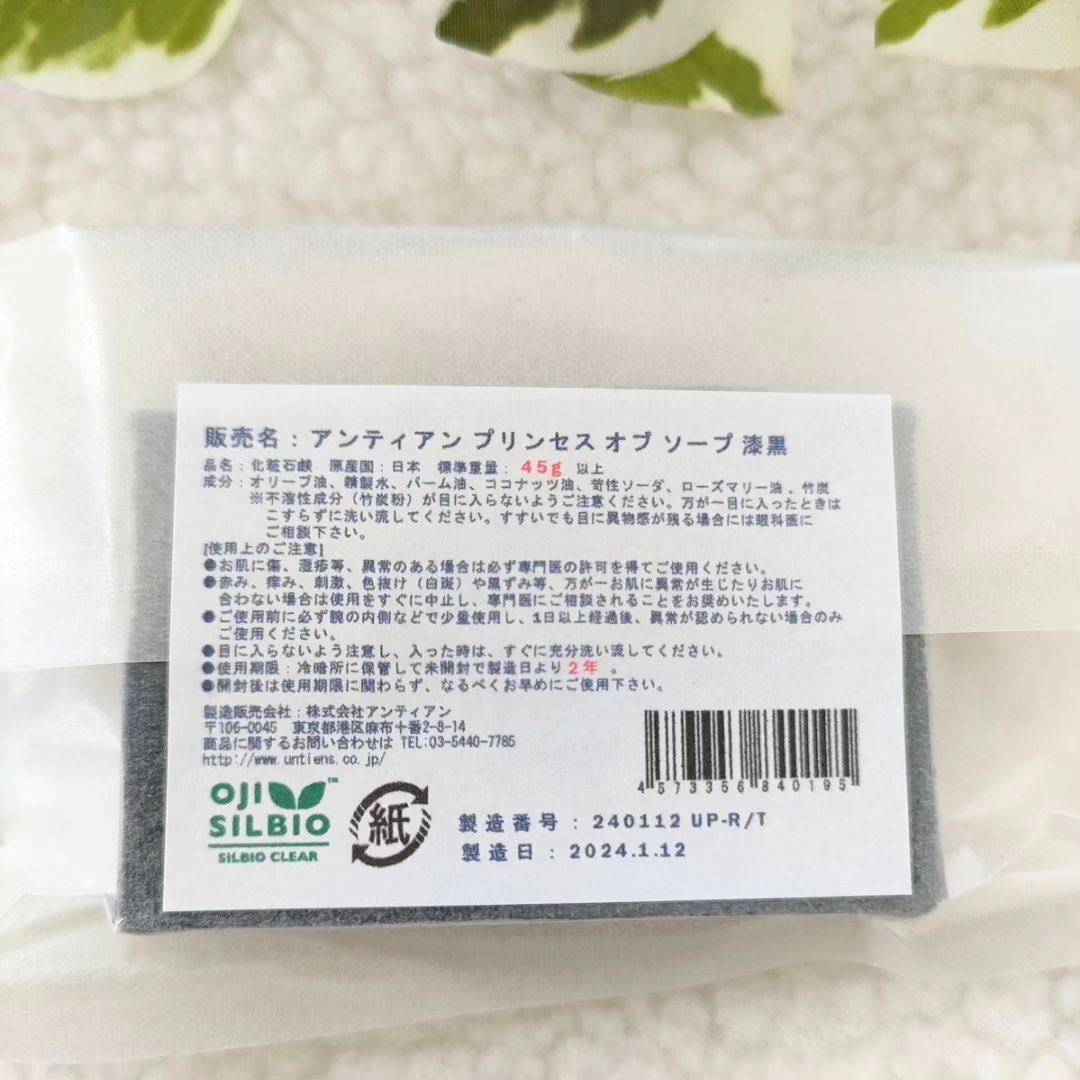 販売名：アンティアン プリンセス オブ ソープ 漆黒
品名：化粧石鹸 原産国：日本 標準重量：45g 以上
成分：オリーブ油、精製水、パーム油、ココナッツ油、苛性ソーダ、ローズマリー油、竹炭
※不溶性成分（竹炭粉）が目に入らないようご注意ください。万が一目に入ったときは
こすらずに洗い流してください。すすいでも目に異物感が残る場合には眼科医に
ご相談下さい。
[使用上のご注意]
●お肌に傷、湿疹等、異常のある場合は必ず専門医の許可を得てご使用ください。
●赤み、痒み、刺激、色抜け（白斑）や黒ずみ等、万が一お肌に異常が生じたりお肌に
合わない場合は使用をすぐに中止し、専門医にご相談されることをお奨めいたします。
●ご使用前に必ず腕の内側などで少量使用し、1日以上経過後、異常が認められない場合のみ
ご使用ください。
●目に入らないよう注意し、入った時は、すぐに充分洗い流してください。
●使用期限：冷暗所に保管して未開封で製造日より2年 。
●開封後は使用期限に関わらず、なるべくお早めにご使用下さい。
製造販売会社：株式会社アンティアン
〒106-0045 東京都港区麻布十番2-8-14
商品に関するお問い合わせは TEL:03-5440-7785
http://www.untiens.co.jp/
4573356840195
OJI™
SILBIO
SILBIO CLEAR
紙
製造番号：240112 UP-R/T
製造日：2024.1.12